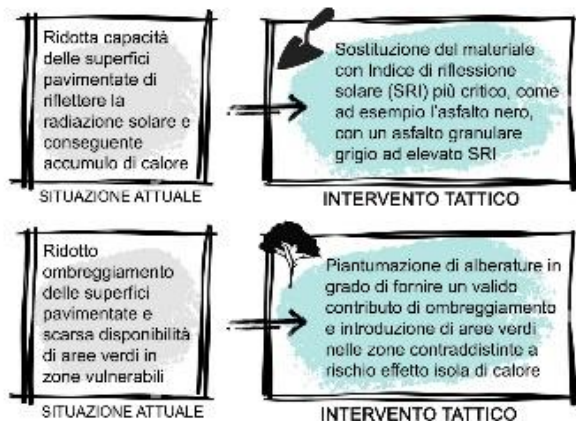 Ridotta capacità
delle superfici
pavimentate di
riflettere la
radiazione solare e
conseguente
accumulo di calore
SITUAZIONE ATTUALE
Sostituzione del materiale
con Indice di riflessione
solare (SRI) più critico, come
ad esempio l'asfalto nero,
con un asfalto granulare
grigio ad elevato SRI
INTERVENTO TATTICO
Ridotto
ombreggiamento
delle superfici
pavimentate e
scarsa disponibilità
di aree verdi in
zone vulnerabili
SITUAZIONE ATTUALE
Piantumazione di alberature in
grado di fornire un valido
contributo di ombreggiamento
e introduzione di aree verdi
nelle zone contraddistinte a
rischio effetto isola di calore
INTERVENTO TATTICO